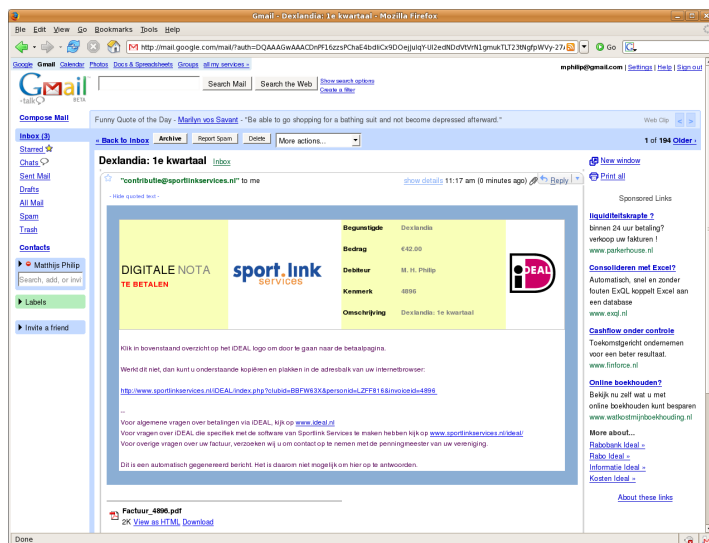 Gmail - Dexlandia: 1e kwartaal - Mozilla Firefox
File Edit View Go Bookmarks Tools Help
Go
Google Gmail Calendar Photos Docs & Spreadsheets Groups all my services »
mphilip@gmail.com | Settings | Help | Sign out
Gmail
-talk BETA
Search Mail Search the Web Show search options
Create a filter
Compose Mail
Funny Quote of the Day - Marilyn vos Savant - "Be able to go shopping for a bathing suit and not become depressed afterward."
Web Clip < >
Inbox (3)
Starred
Chats
Sent Mail
Drafts
All Mail
Spam
Trash
Contacts
Matthijs Philip
Search, add, or invi
Labels
Invite a friend
« Back to Inbox Archive Report Spam Delete More actions...
1 of 194 Older ›
Dexlandia: 1e kwartaal Inbox
"contributie@sportlinkservices.nl" to me
show details 11:17 am (0 minutes ago) Reply
- Hide quoted text -
DIGITALE NOTA
TE BETALEN
sport.link
services
Begunstigde Dexlandia
Bedrag €42.00
Debiteur M. H. Philip
Kenmerk 4896
Omschrijving Dexlandia: 1e kwartaal
iDEAL
Klik in bovenstaand overzicht op het iDEAL logo om door te gaan naar de betaalpagina.
Werkt dit niet, dan kunt u onderstaande kopiëren en plakken in de adresbalk van uw internetbrowser:
http://www.sportlinkservices.nl/iDEAL/index.php?clubid=BBFW63X&personid=LZFF816&invoiceid=4896
--
Voor algemene vragen over betalingen via iDEAL, kijk op www.ideal.nl
Voor vragen over iDEAL die specifiek met de software van Sportlink Services te maken hebben kijk op www.sportlinkservices.nl/ideal/
Voor overige vragen over uw factuur, verzoeken wij u om contact op te nemen met de penningmeester van uw vereniging.
Dit is een automatisch gegenereerd bericht. Het is daarom niet mogelijk om hier op te antwoorden.
Factuur_4896.pdf
2K View as HTML Download
New window
Print all
Sponsored Links
liquiditeitskrapte ?
binnen 24 uur betaling?
verkoop uw fakturen !
www.parkerhouse.nl
Consolideren met Excel?
Automatisch, snel en zonder
fouten ExQL koppelt Excel aan
een database
www.exql.nl
Cashflow onder controle
Toekomstgericht ondernemen
voor een beter resultaat.
www.finforce.nl
Online boekhouden?
Bekijk nu zelf wat u met
online boekhouden kunt besparen
www.watkostmijnboekhouding.nl
More about...
Rabobank Ideal »
Rabo Ideal »
Informatie Ideal »
Kosten Ideal »
About these links
Done